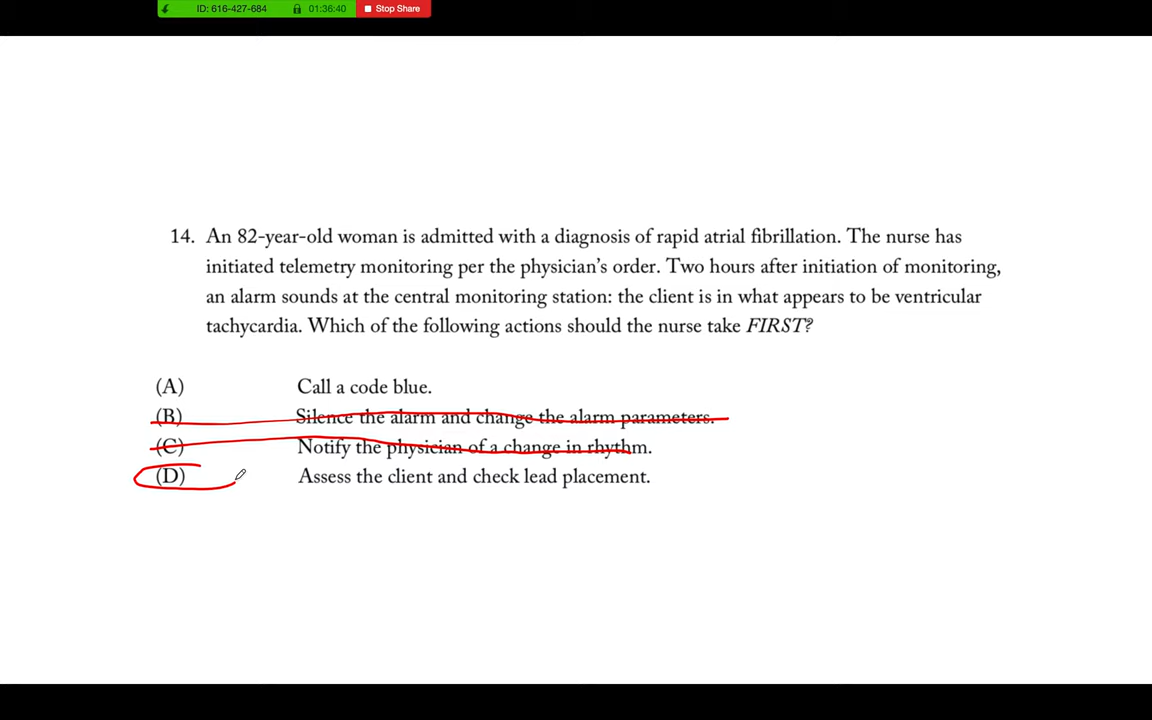 ID: 616-427-684 01:36:40 Stop Share
14. An 82-year-old woman is admitted with a diagnosis of rapid atrial fibrillation. The nurse has
initiated telemetry monitoring per the physician's order. Two hours after initiation of monitoring,
an alarm sounds at the central monitoring station: the client is in what appears to be ventricular
tachycardia. Which of the following actions should the nurse take FIRST?
(A) Call a code blue.
(B) Silence the alarm and change the alarm parameters.
(C) Notify the physician of a change in rhythm.
(D) Assess the client and check lead placement.